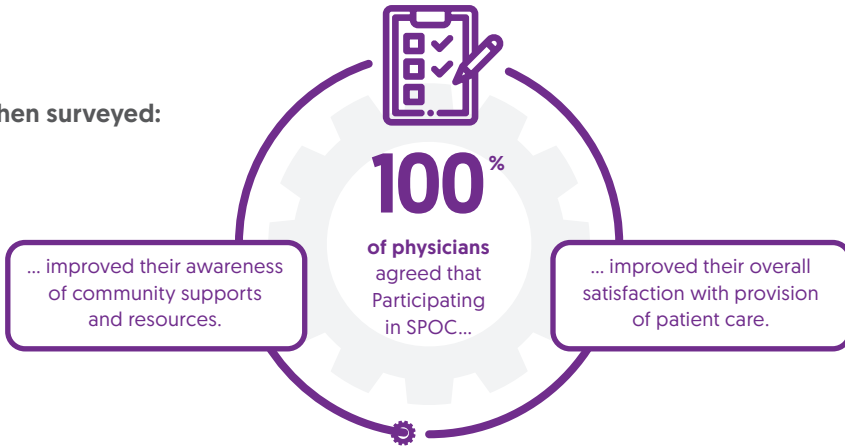 hen surveyed:
100%
of physicians
agreed that
Participating
in SPOC...
... improved their awareness
of community supports
and resources.
... improved their overall
satisfaction with provision
of patient care.